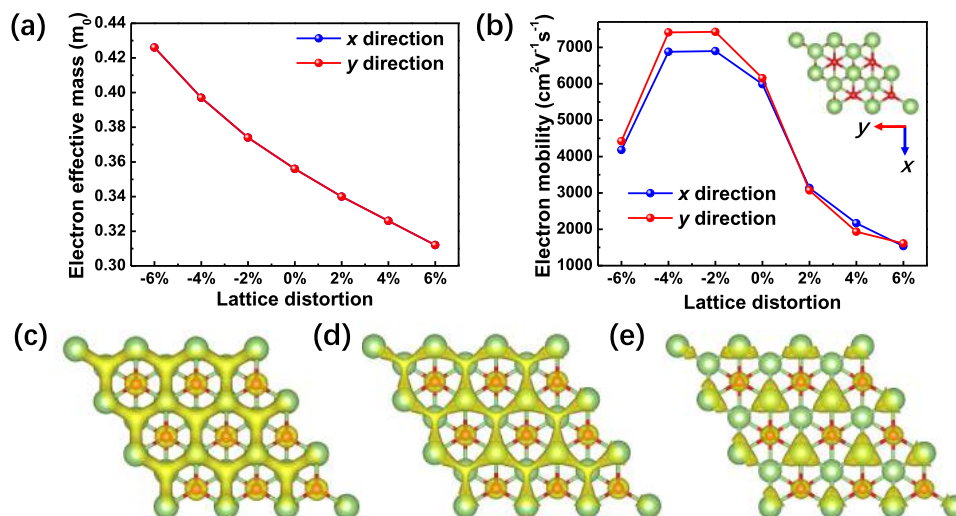 (a)
Electron effective mass (m₀)
0.44
0.42
0.40
0.38
0.36
0.34
0.32
0.30
x direction
y direction
-6% -4% -2% 0% 2% 4% 6%
Lattice distortion
(b)
Electron effective mobility (cm²V⁻¹s⁻¹)
7000
6000
5000
4000
3000
2000
1000
y
x
x direction
y direction
-6% -4% -2% 0% 2% 4% 6%
Lattice distortion
(c)
(d)
(e)